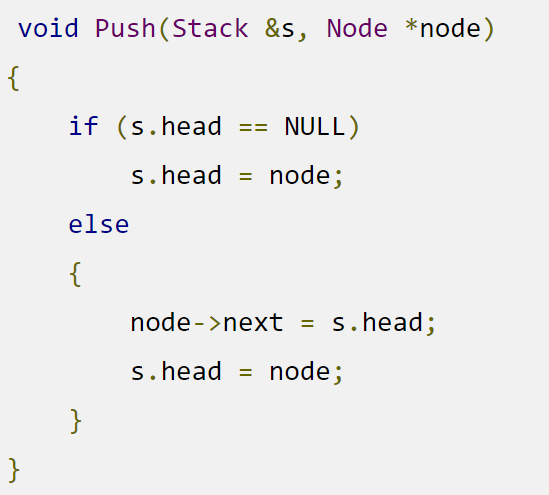 void Push(Stack &s, Node *node)
{
    if (s.head == NULL)
        s.head = node;
    else
    {
        node->next = s.head;
        s.head = node;
    }
}